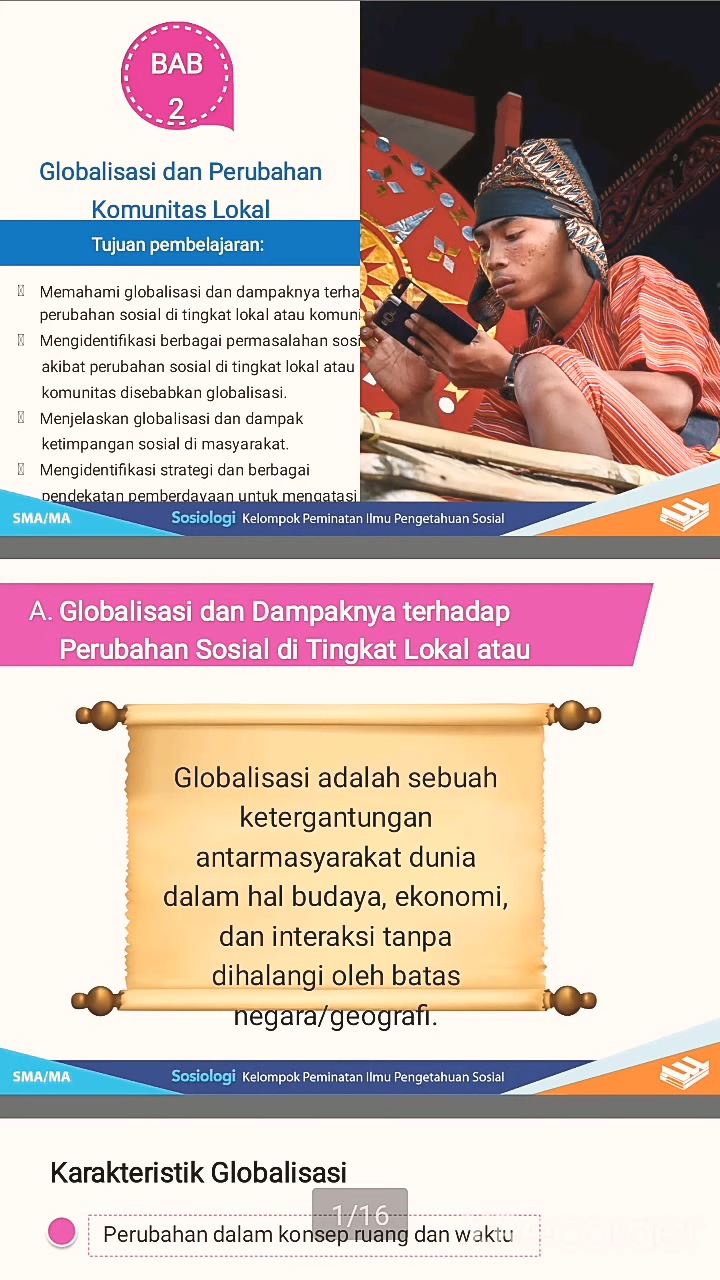 BAB
2
Globalisasi dan Perubahan
Komunitas Lokal
Tujuan pembelajaran:
Memahami globalisasi dan dampaknya terha
perubahan sosial di tingkat lokal atau komuni
Mengidentifikasi berbagai permasalahan sosi
akibat perubahan sosial di tingkat lokal atau
komunitas disebabkan globalisasi.
Menjelaskan globalisasi dan dampak
ketimpangan sosial di masyarakat.
Mengidentifikasi strategi dan berbagai
pendekatan pemberdayaan untuk mengatasi
SMA/MA Sosiologi Kelompok Peminatan Ilmu Pengetahuan Sosial
A. Globalisasi dan Dampaknya terhadap
Perubahan Sosial di Tingkat Lokal atau
Globalisasi adalah sebuah
ketergantungan
antarmasyarakat dunia
dalam hal budaya, ekonomi,
dan interaksi tanpa
dihalangi oleh batas
negara/geografi.
SMA/MA Sosiologi Kelompok Peminatan Ilmu Pengetahuan Sosial
Karakteristik Globalisasi
1/16
Perubahan dalam konsep ruang dan waktu